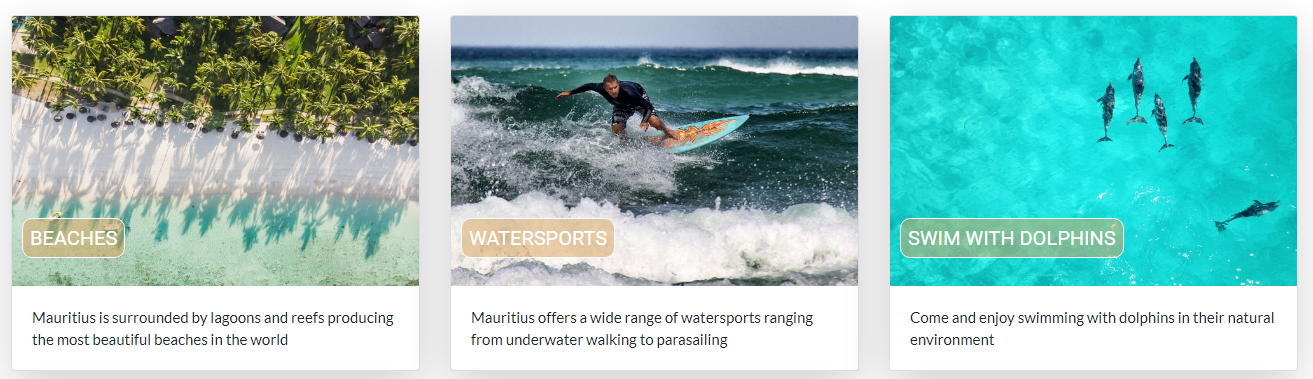 BEACHES
Mauritius is surrounded by lagoons and reefs producing
the most beautiful beaches in the world
WATERSPORTS
Mauritius offers a wide range of watersports ranging
from underwater walking to parasailing
SWIM WITH DOLPHINS
Come and enjoy swimming with dolphins in their natural
environment